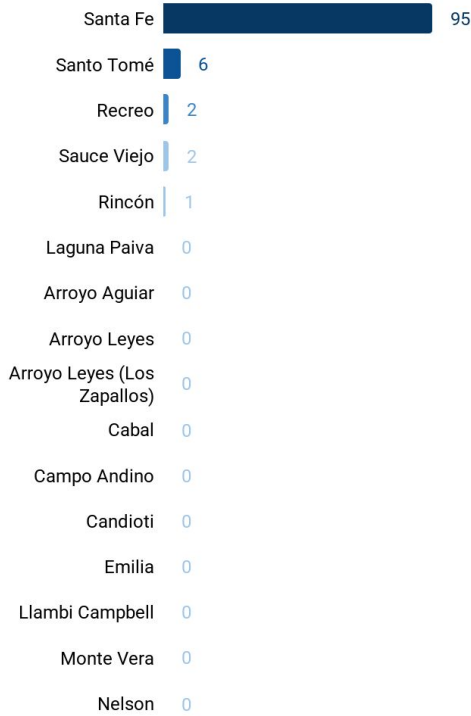 Santa Fe 95
Santo Tomé 6
Recreo 2
Sauce Viejo 2
Rincón 1
Laguna Paiva 0
Arroyo Aguiar 0
Arroyo Leyes 0
Arroyo Leyes (Los
Zapallos) 0
Cabal 0
Campo Andino 0
Candioti 0
Emilia 0
Llambi Campbell 0
Monte Vera 0
Nelson 0